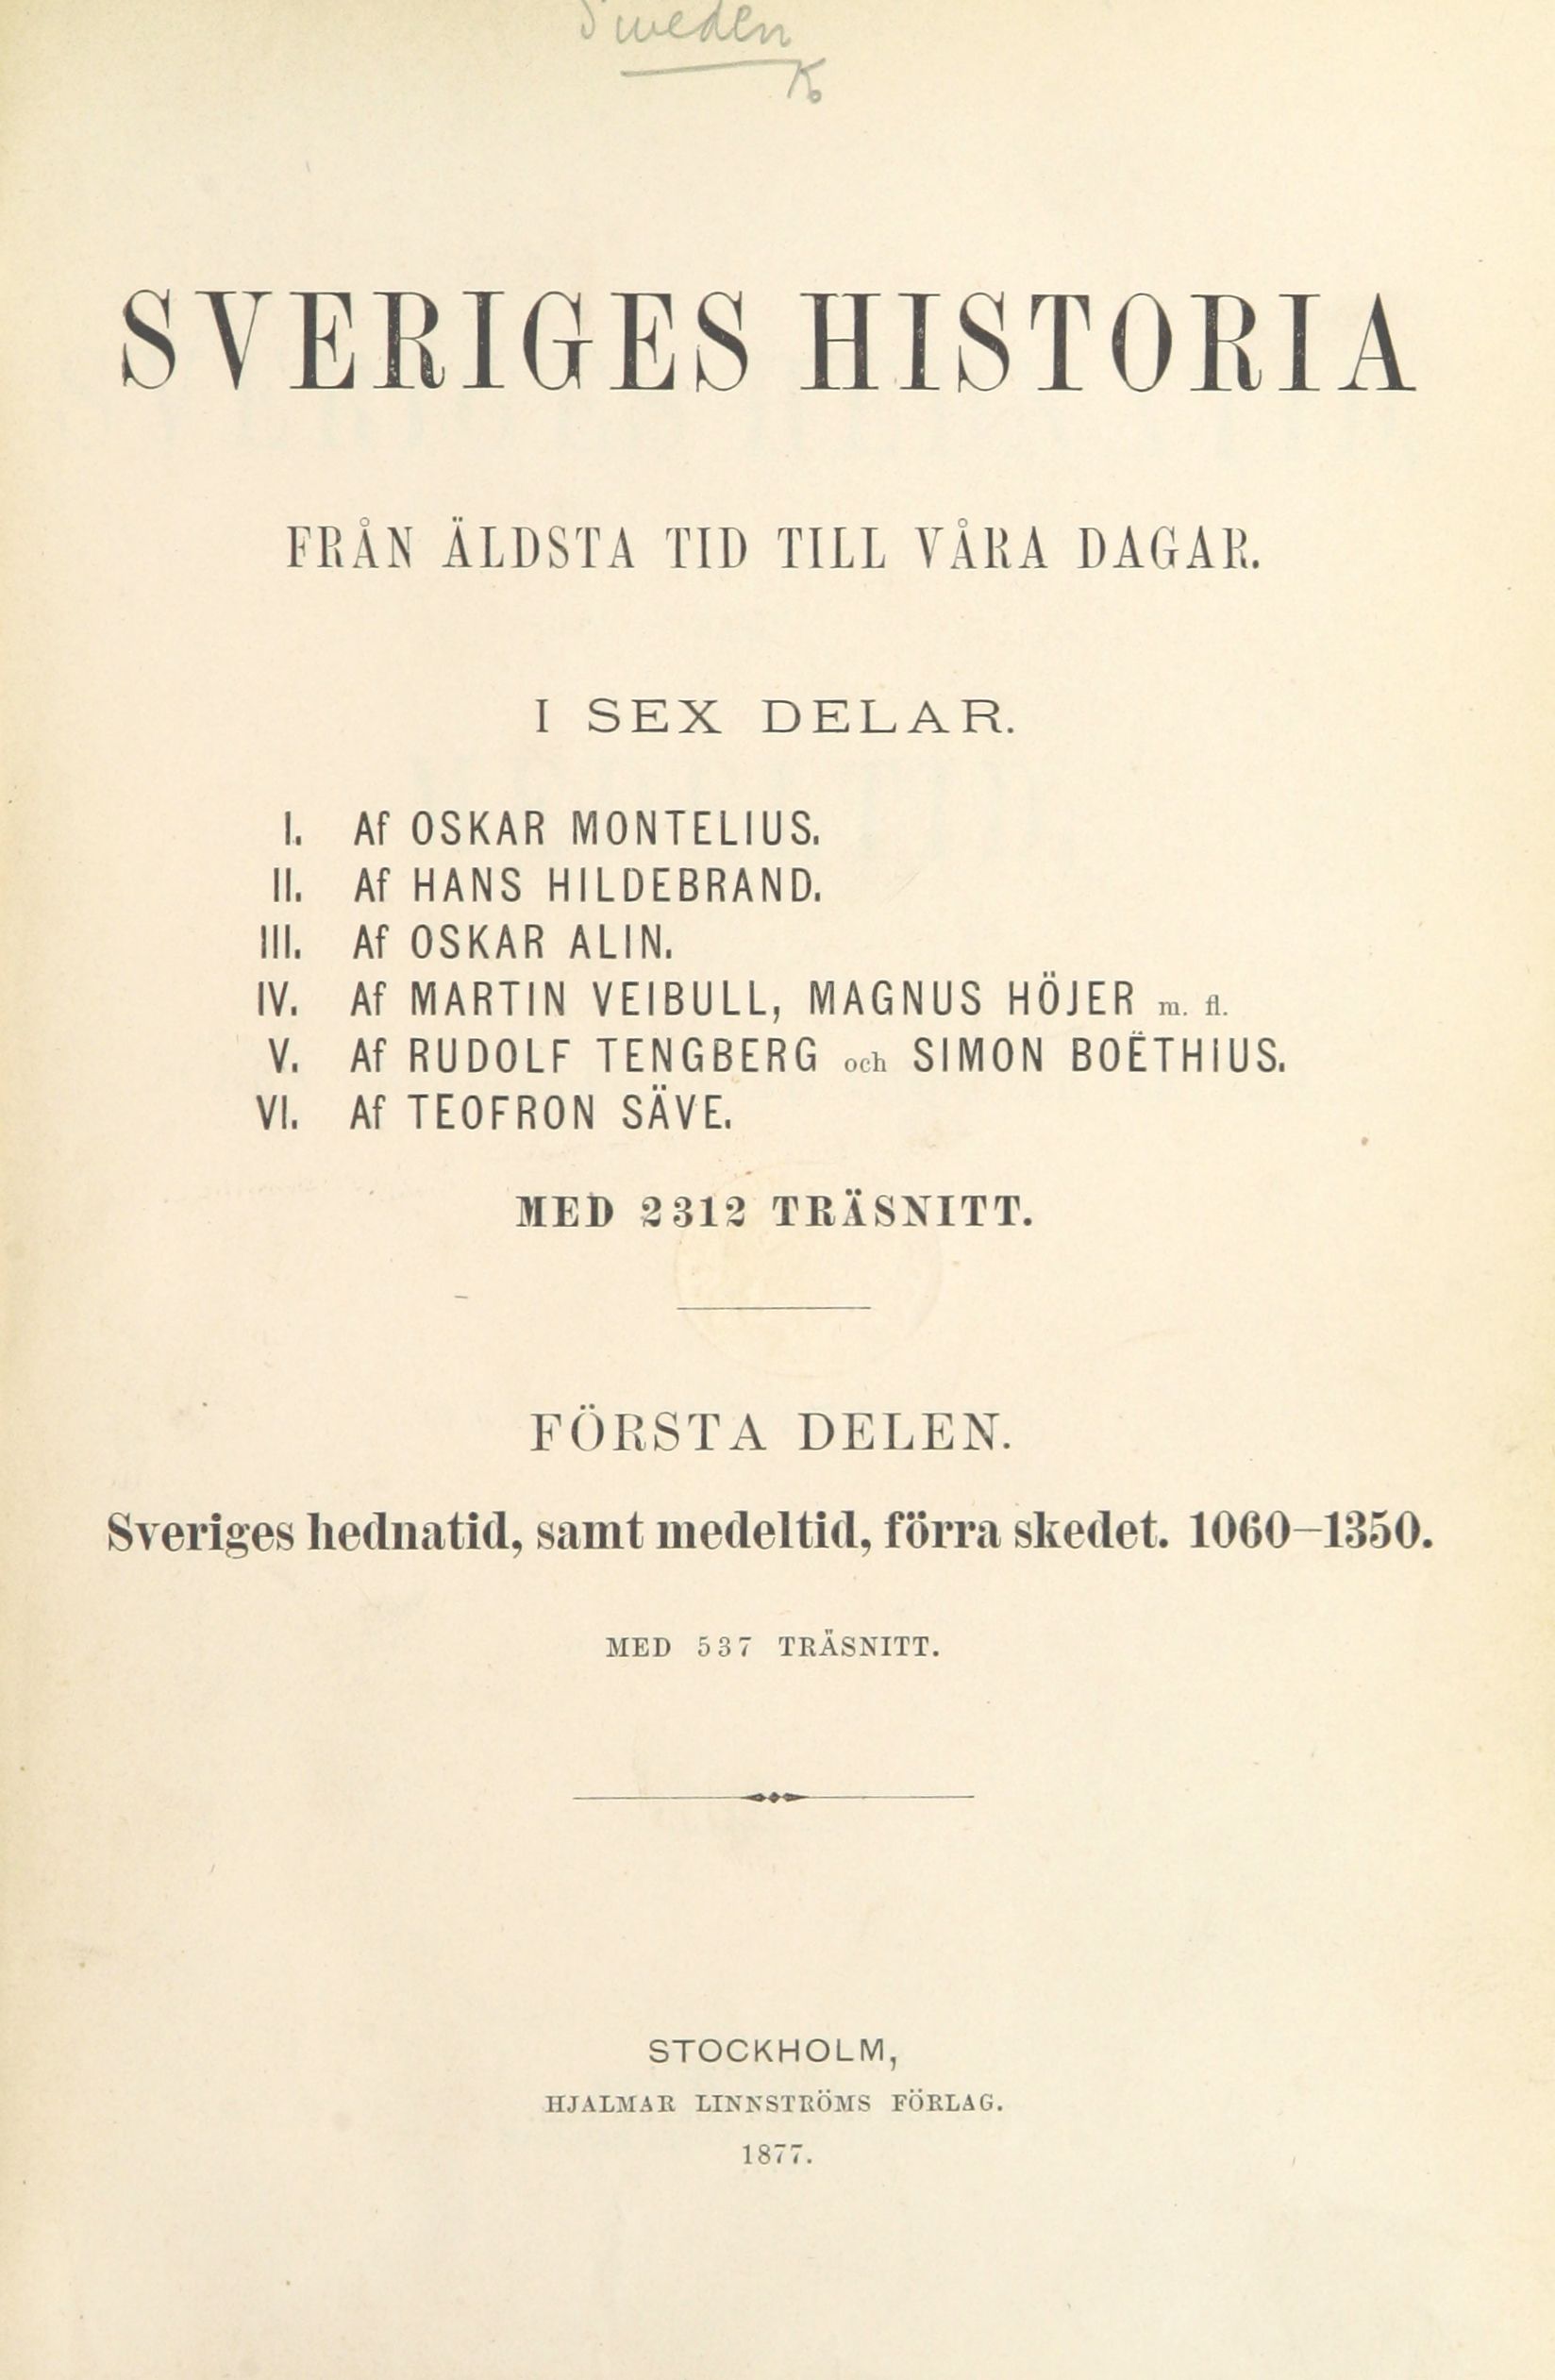 Sweden
SVERIGES HISTORIA
FRÅN ÄLDSTA TID TILL VÅRA DAGAR.
I SEX DELAR.
I. Af OSKAR MONTELIUS.
II. Af HANS HILDEBRAND.
III. Af OSKAR ALIN.
IV. Af MARTIN VEIBULL, MAGNUS HÖJER m. fl.
V. Af RUDOLF TENGBERG och SIMON BOËTHIUS.
VI. Af TEOFRON SÄVE.
MED 2312 TRÄSNITT.
FÖRSTA DELEN.
Sveriges hednatid, samt medeltid, förra skedet. 1060–1350.
MED 537 TRÄSNITT.
STOCKHOLM,
HJALMAR LINNSTRÖMS FÖRLAG.
1877.